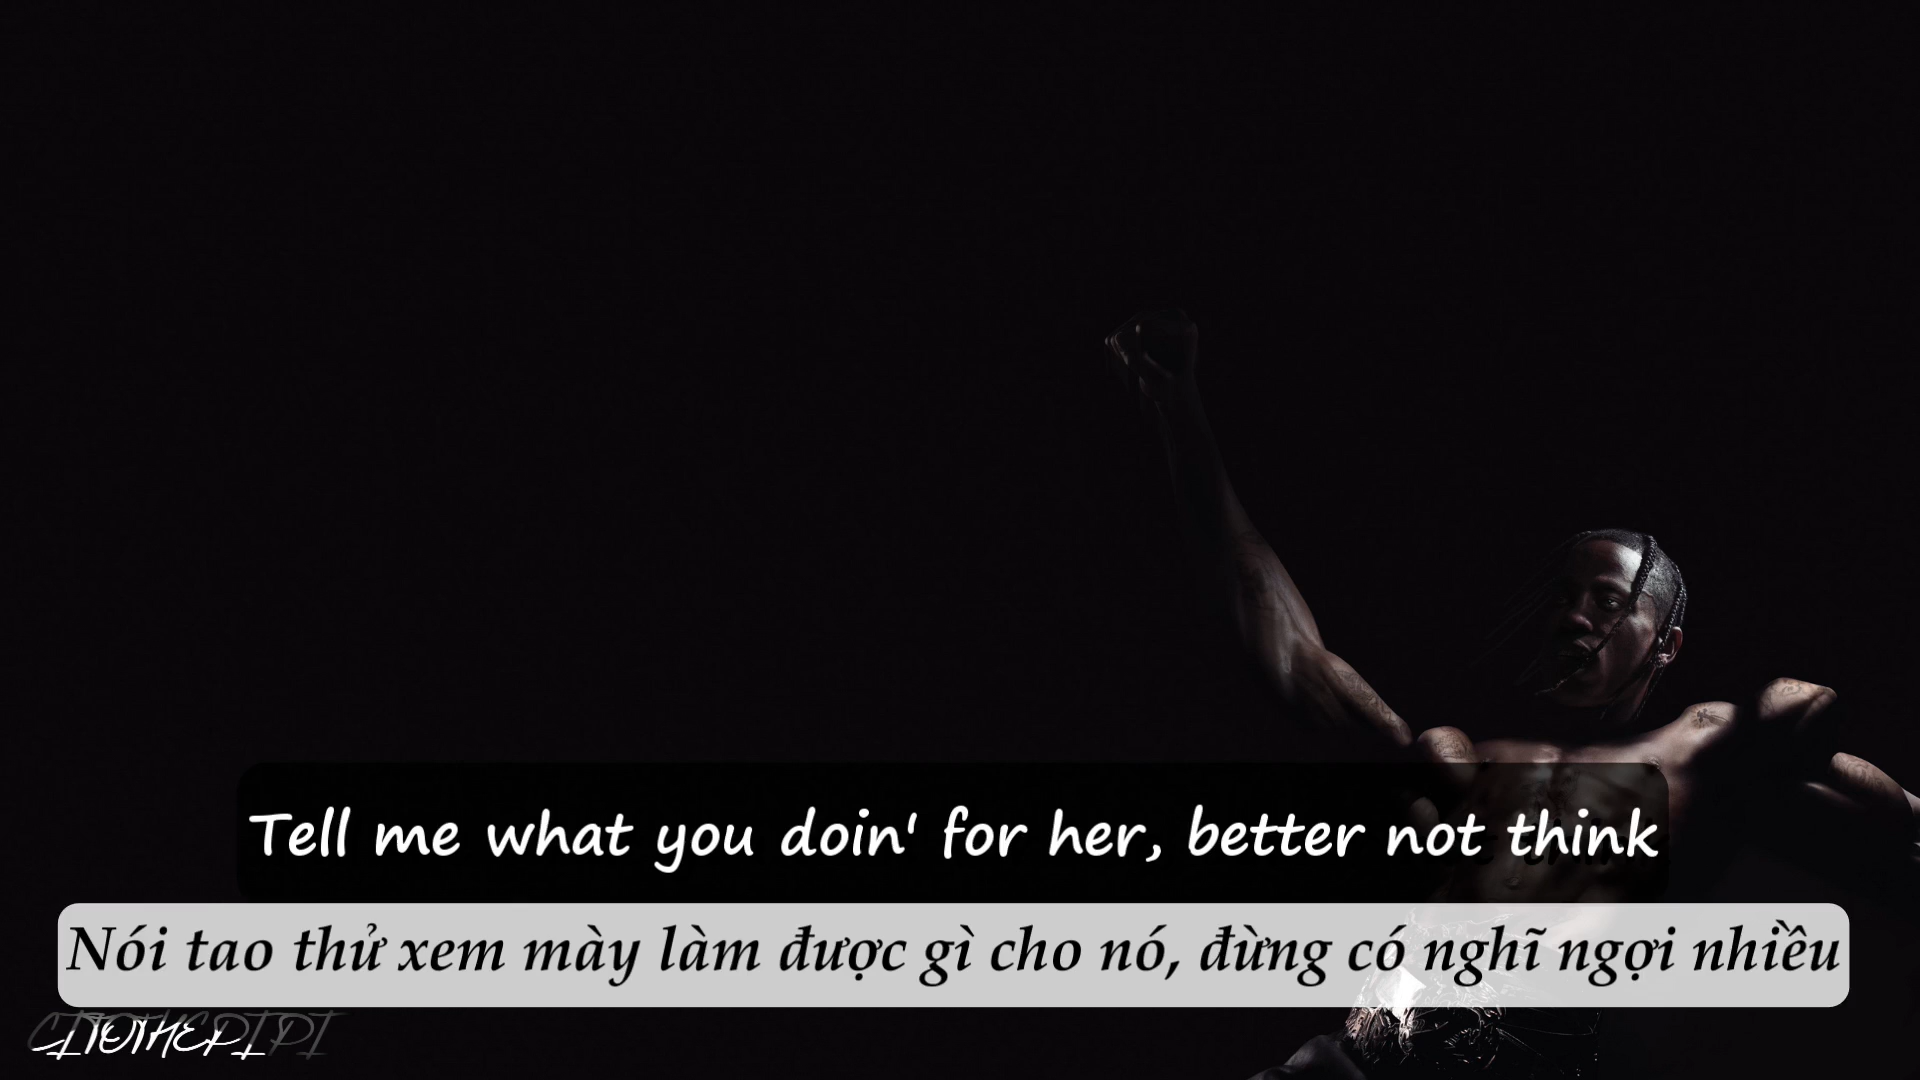 Tell me what you doin' for her, better not think
Nói tao thử xem mày làm được gì cho nó, đừng có nghĩ ngợi nhiều